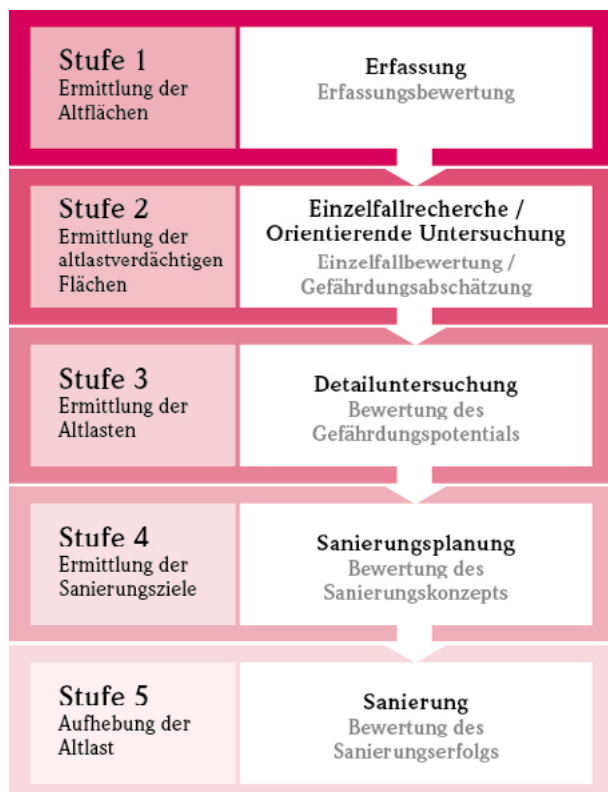 Stufe 1
Ermittlung der
Altflächen
Erfassung
Erfassungsbewertung
Stufe 2
Ermittlung der
altlastverdächtigen
Flächen
Einzelfallrecherche /
Orientierende Untersuchung
Einzelfallbewertung /
Gefährdungsabschätzung
Stufe 3
Ermittlung der
Altlasten
Detailuntersuchung
Bewertung des
Gefährdungspotentials
Stufe 4
Ermittlung der
Sanierungsziele
Sanierungsplanung
Bewertung des
Sanierungskonzepts
Stufe 5
Aufhebung der
Altlast
Sanierung
Bewertung des
Sanierungserfolgs